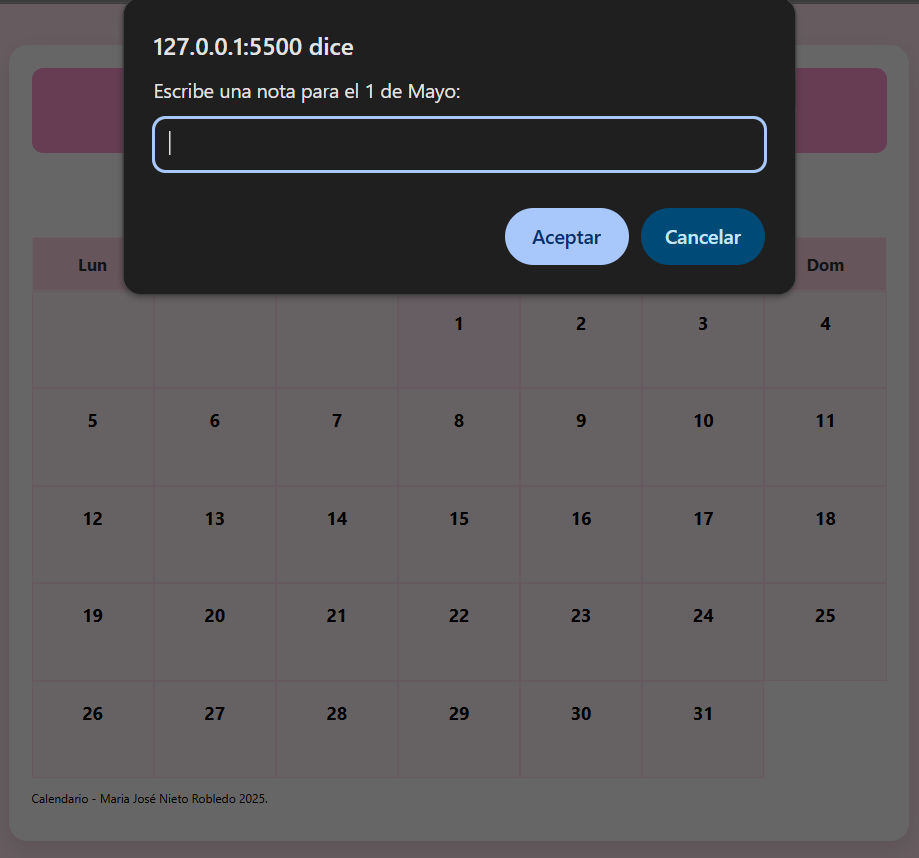 127.0.0.1:5500 dice
Escribe una nota para el 1 de Mayo:
Aceptar Cancelar
Lun Dom
1 2 3 4
5 6 7 8 9 10 11
12 13 14 15 16 17 18
19 20 21 22 23 24 25
26 27 28 29 30 31
Calendario - Maria José Nieto Robledo 2025.